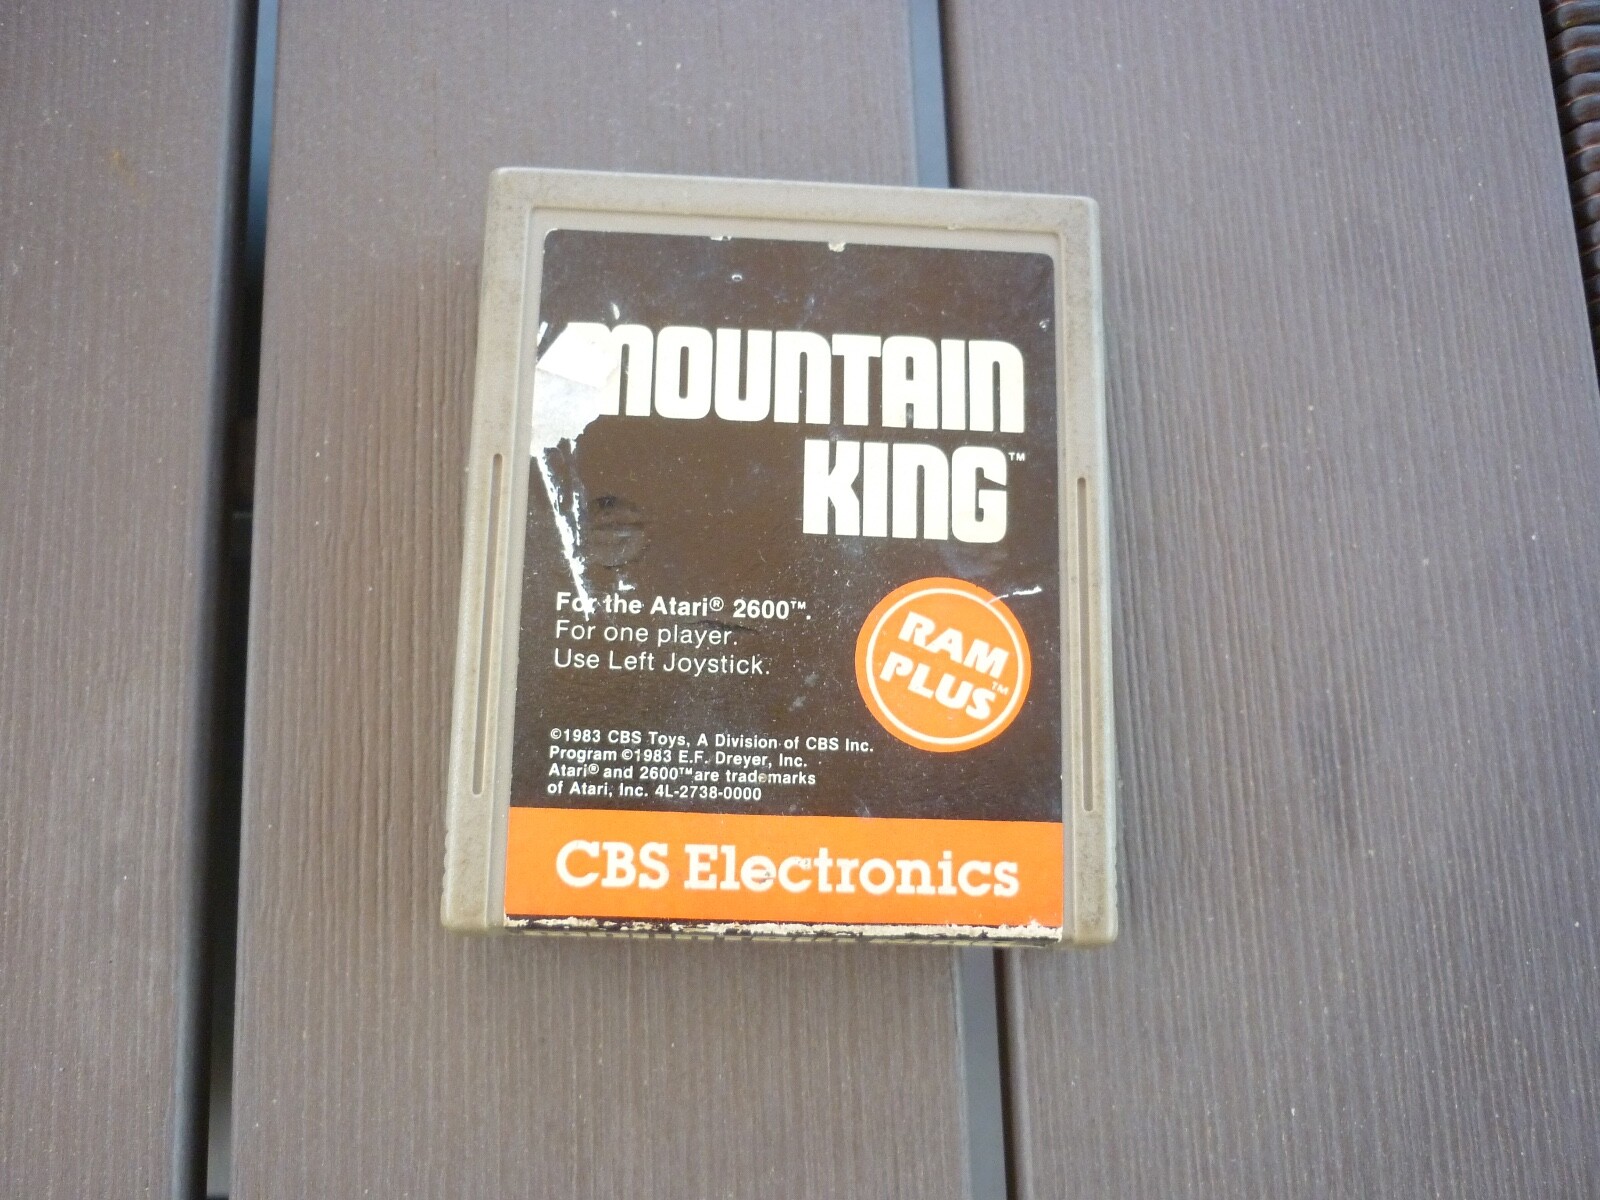 MOUNTAIN
KING™
For the Atari® 2600™.
For one player.
Use Left Joystick.
RAM
PLUS™
©1983 CBS Toys, A Division of CBS Inc.
Program ©1983 E.F. Dreyer, Inc.
Atari® and 2600™ are trademarks
of Atari, Inc. 4L-2738-0000
CBS Electronics